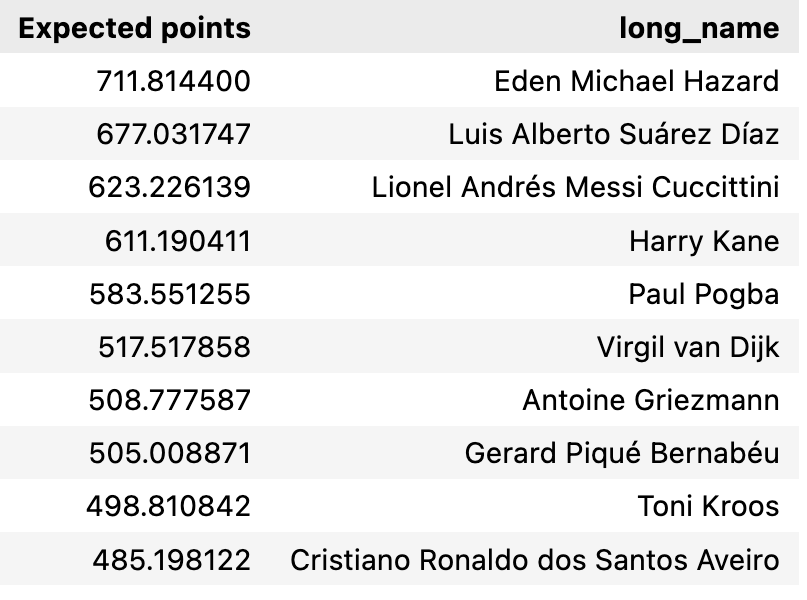 Expected points long_name
711.814400 Eden Michael Hazard
677.031747 Luis Alberto Suárez Díaz
623.226139 Lionel Andrés Messi Cuccittini
611.190411 Harry Kane
583.551255 Paul Pogba
517.517858 Virgil van Dijk
508.777587 Antoine Griezmann
505.008871 Gerard Piqué Bernabéu
498.810842 Toni Kroos
485.198122 Cristiano Ronaldo dos Santos Aveiro